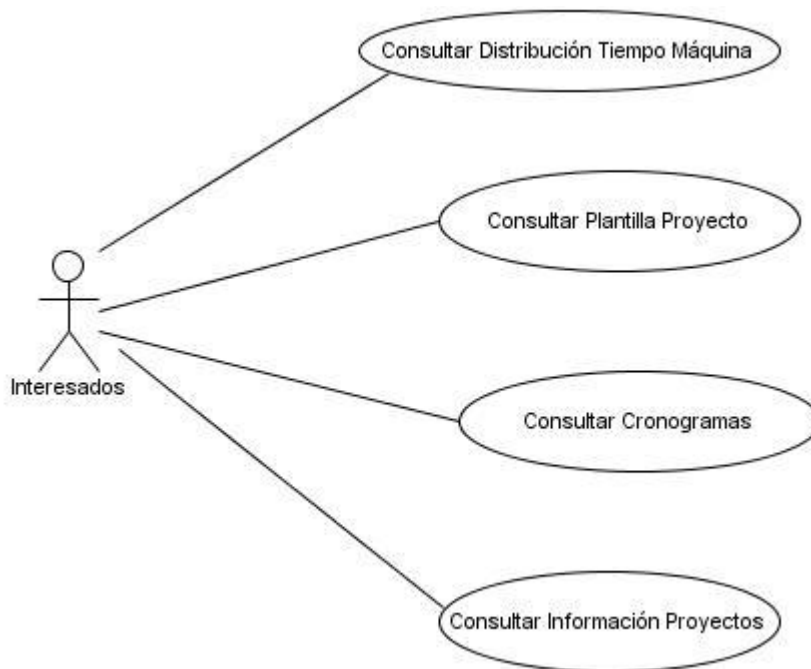 Consultar Distribución Tiempo Máquina
Consultar Plantilla Proyecto
Interesados
Consultar Cronogramas
Consultar Información Proyectos